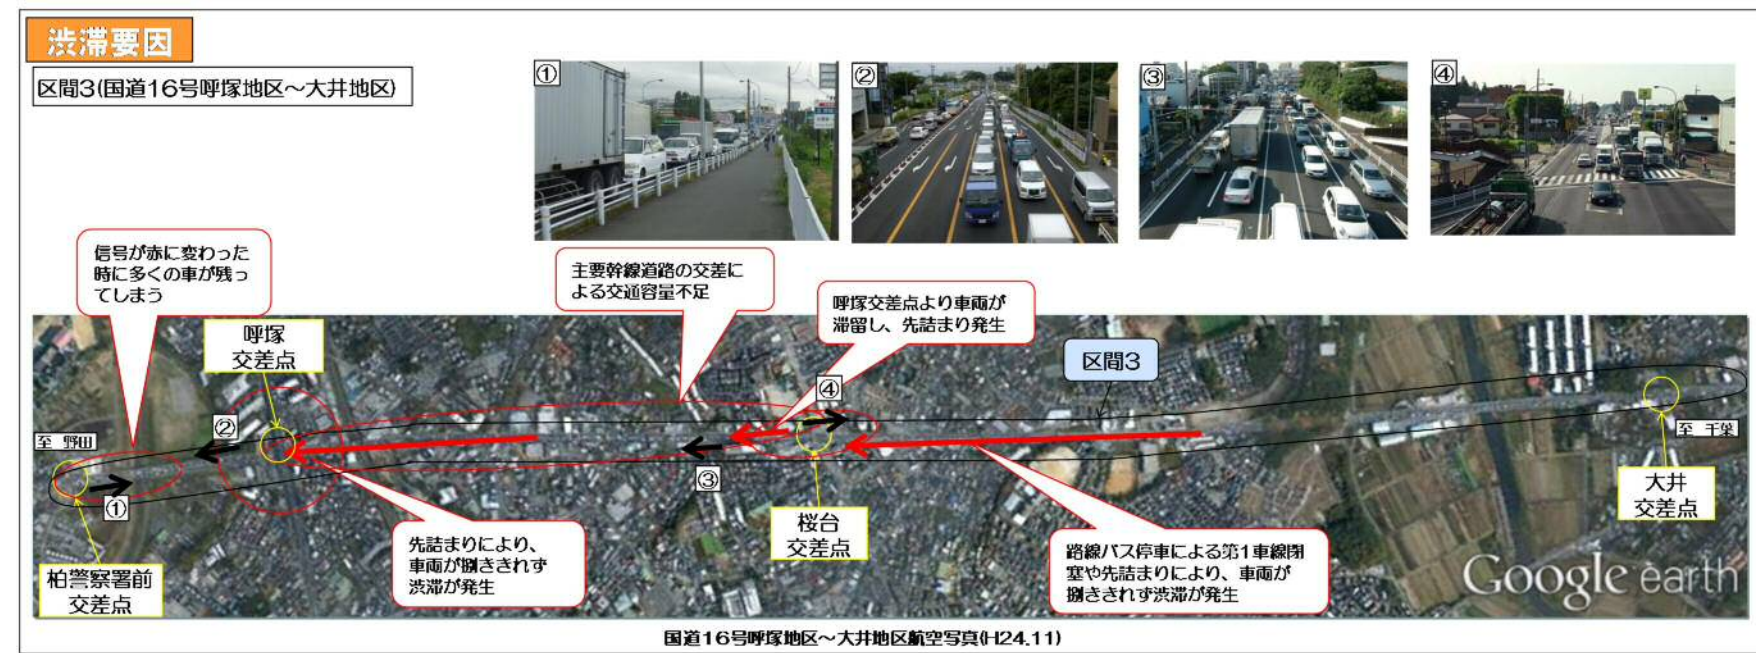 渋滞要因
区間3(国道16号呼塚地区～大井地区)
①
②
③
④
信号が赤に変わった
時に多くの車が残っ
てしまう
主要幹線道路の交差に
よる交通容量不足
呼塚交差点より車両が
滞留し、先詰まり発生
呼塚
交差点
区間3
④
②
至 野田
至 千葉
①
③
桜台
交差点
大井
交差点
柏警察署前
交差点
先詰まりにより、
車両が捌ききれず
渋滞が発生
路線バス停車による第1車線閉
塞や先詰まりにより、車両が
捌ききれず渋滞が発生
Google earth
国道16号呼塚地区～大井地区航空写真(H24.11)